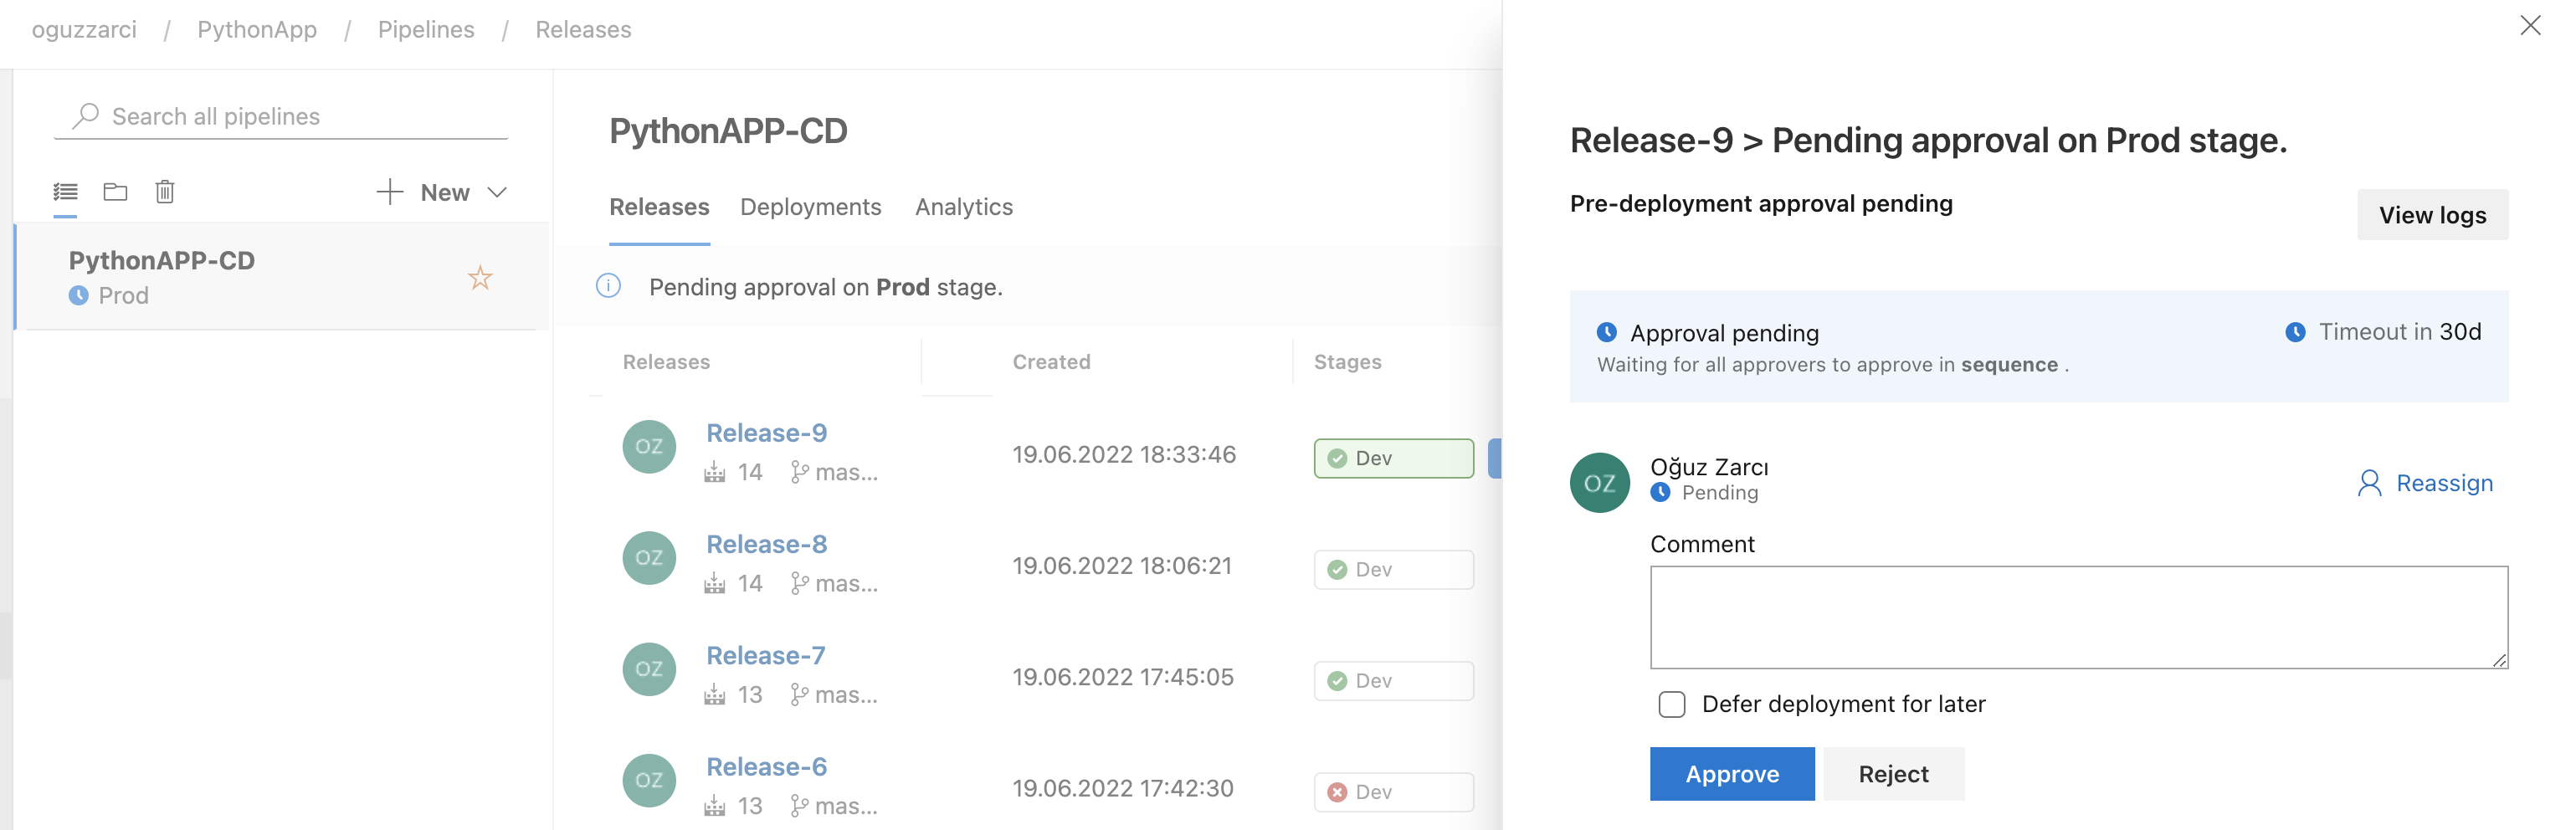 oguzzarci / PythonApp / Pipelines / Releases
Search all pipelines
New
PythonAPP-CD
Prod
PythonAPP-CD
Releases Deployments Analytics
Pending approval on Prod stage.
Releases Created Stages
OZ Release-9 19.06.2022 18:33:46 Dev
14 mas...
OZ Release-8 19.06.2022 18:06:21 Dev
14 mas...
OZ Release-7 19.06.2022 17:45:05 Dev
13 mas...
OZ Release-6 19.06.2022 17:42:30 Dev
13 mas...
Release-9 > Pending approval on Prod stage.
Pre-deployment approval pending
View logs
Approval pending
Timeout in 30d
Waiting for all approvers to approve in sequence .
OZ
Oğuz Zarcı
Pending
Reassign
Comment
Defer deployment for later
Approve Reject